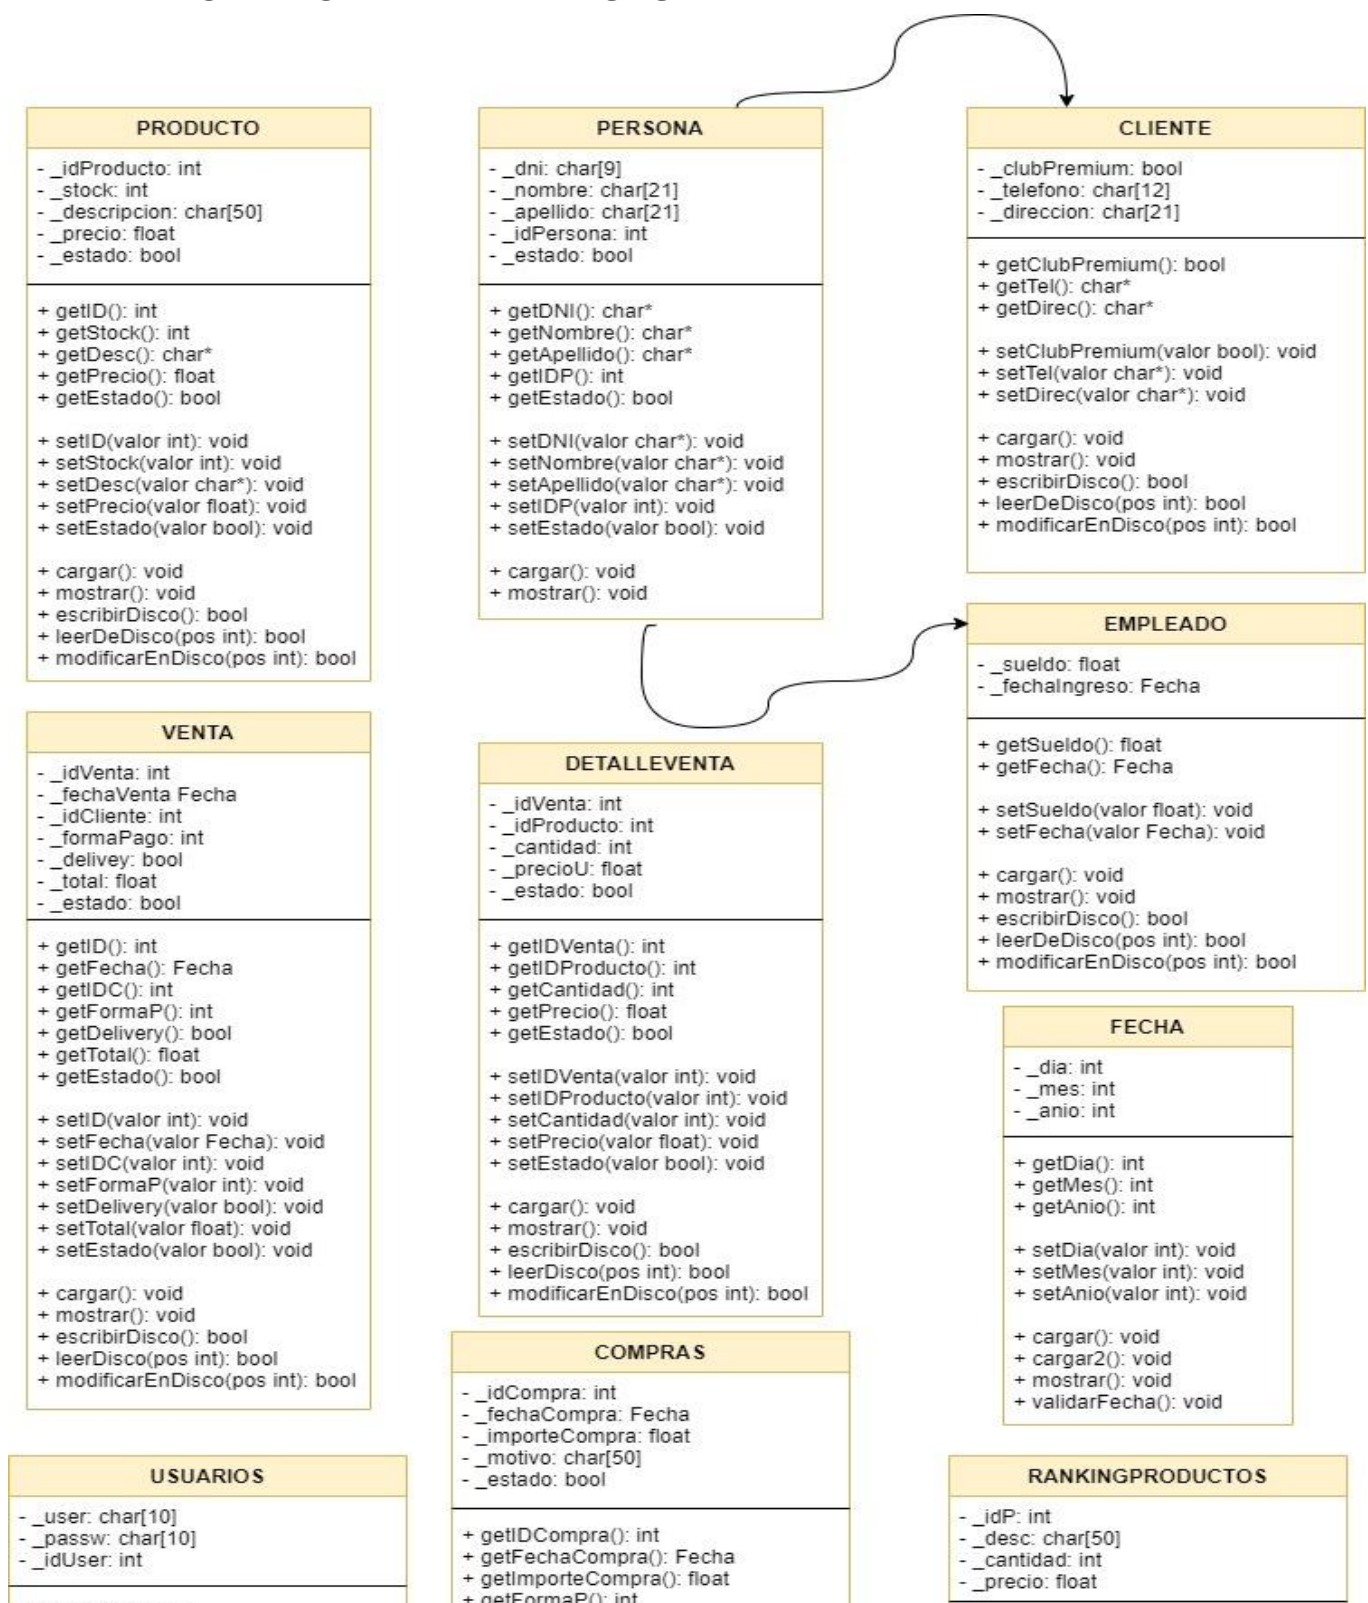 PRODUCTO
- _idProducto: int
- _stock: int
- _descripcion: char[50]
- _precio: float
- _estado: bool
+ getID(): int
+ getStock(): int
+ getDesc(): char*
+ getPrecio(): float
+ getEstado(): bool
+ setID(valor int): void
+ setStock(valor int): void
+ setDesc(valor char*): void
+ setPrecio(valor float): void
+ setEstado(valor bool): void
+ cargar(): void
+ mostrar(): void
+ escribirDisco(): bool
+ leerDeDisco(pos int): bool
+ modificarEnDisco(pos int): bool
PERSONA
- _dni: char[9]
- _nombre: char[21]
- _apellido: char[21]
- _idPersona: int
- _estado: bool
+ getDNI(): char*
+ getNombre(): char*
+ getApellido(): char*
+ getIDP(): int
+ getEstado(): bool
+ setDNI(valor char*): void
+ setNombre(valor char*): void
+ setApellido(valor char*): void
+ setIDP(valor int): void
+ setEstado(valor bool): void
+ cargar(): void
+ mostrar(): void
CLIENTE
- _clubPremium: bool
- _telefono: char[12]
- _direccion: char[21]
+ getClubPremium(): bool
+ getTel(): char*
+ getDirec(): char*
+ setClubPremium(valor bool): void
+ setTel(valor char*): void
+ setDirec(valor char*): void
+ cargar(): void
+ mostrar(): void
+ escribirDisco(): bool
+ leerDeDisco(pos int): bool
+ modificarEnDisco(pos int): bool
EMPLEADO
- _sueldo: float
- _fechaIngreso: Fecha
+ getSueldo(): float
+ getFecha(): Fecha
+ setSueldo(valor float): void
+ setFecha(valor Fecha): void
+ cargar(): void
+ mostrar(): void
+ escribirDisco(): bool
+ leerDeDisco(pos int): bool
+ modificarEnDisco(pos int): bool
VENTA
- _idVenta: int
- _fechaVenta Fecha
- _idCliente: int
- _formaPago: int
- _delivey: bool
- _total: float
- _estado: bool
+ getID(): int
+ getFecha(): Fecha
+ getIDC(): int
+ getFormaP(): int
+ getDelivery(): bool
+ getTotal(): float
+ getEstado(): bool
+ setID(valor int): void
+ setFecha(valor Fecha): void
+ setIDC(valor int): void
+ setFormaP(valor int): void
+ setDelivery(valor bool): void
+ setTotal(valor float): void
+ setEstado(valor bool): void
+ cargar(): void
+ mostrar(): void
+ escribirDisco(): bool
+ leerDisco(pos int): bool
+ modificarEnDisco(pos int): bool
DETALLEVENTA
- _idVenta: int
- _idProducto: int
- _cantidad: int
- _precioU: float
- _estado: bool
+ getIDVenta(): int
+ getIDProducto(): int
+ getCantidad(): int
+ getPrecio(): float
+ getEstado(): bool
+ setIDVenta(valor int): void
+ setIDProducto(valor int): void
+ setCantidad(valor int): void
+ setPrecio(valor float): void
+ setEstado(valor bool): void
+ cargar(): void
+ mostrar(): void
+ escribirDisco(): bool
+ leerDisco(pos int): bool
+ modificarEnDisco(pos int): bool
FECHA
- _dia: int
- _mes: int
- _anio: int
+ getDia(): int
+ getMes(): int
+ getAnio(): int
+ setDia(valor int): void
+ setMes(valor int): void
+ setAnio(valor int): void
+ cargar(): void
+ cargar2(): void
+ mostrar(): void
+ validarFecha(): void
COMPRAS
- _idCompra: int
- _fechaCompra: Fecha
- _importeCompra: float
- _motivo: char[50]
- _estado: bool
+ getIDCompra(): int
+ getFechaCompra(): Fecha
+ getImporteCompra(): float
+ getFormaP(): int
USUARIOS
- _user: char[10]
- _passw: char[10]
- _idUser: int
RANKINGPRODUCTOS
- _idP: int
- _desc: char[50]
- _cantidad: int
- _precio: float